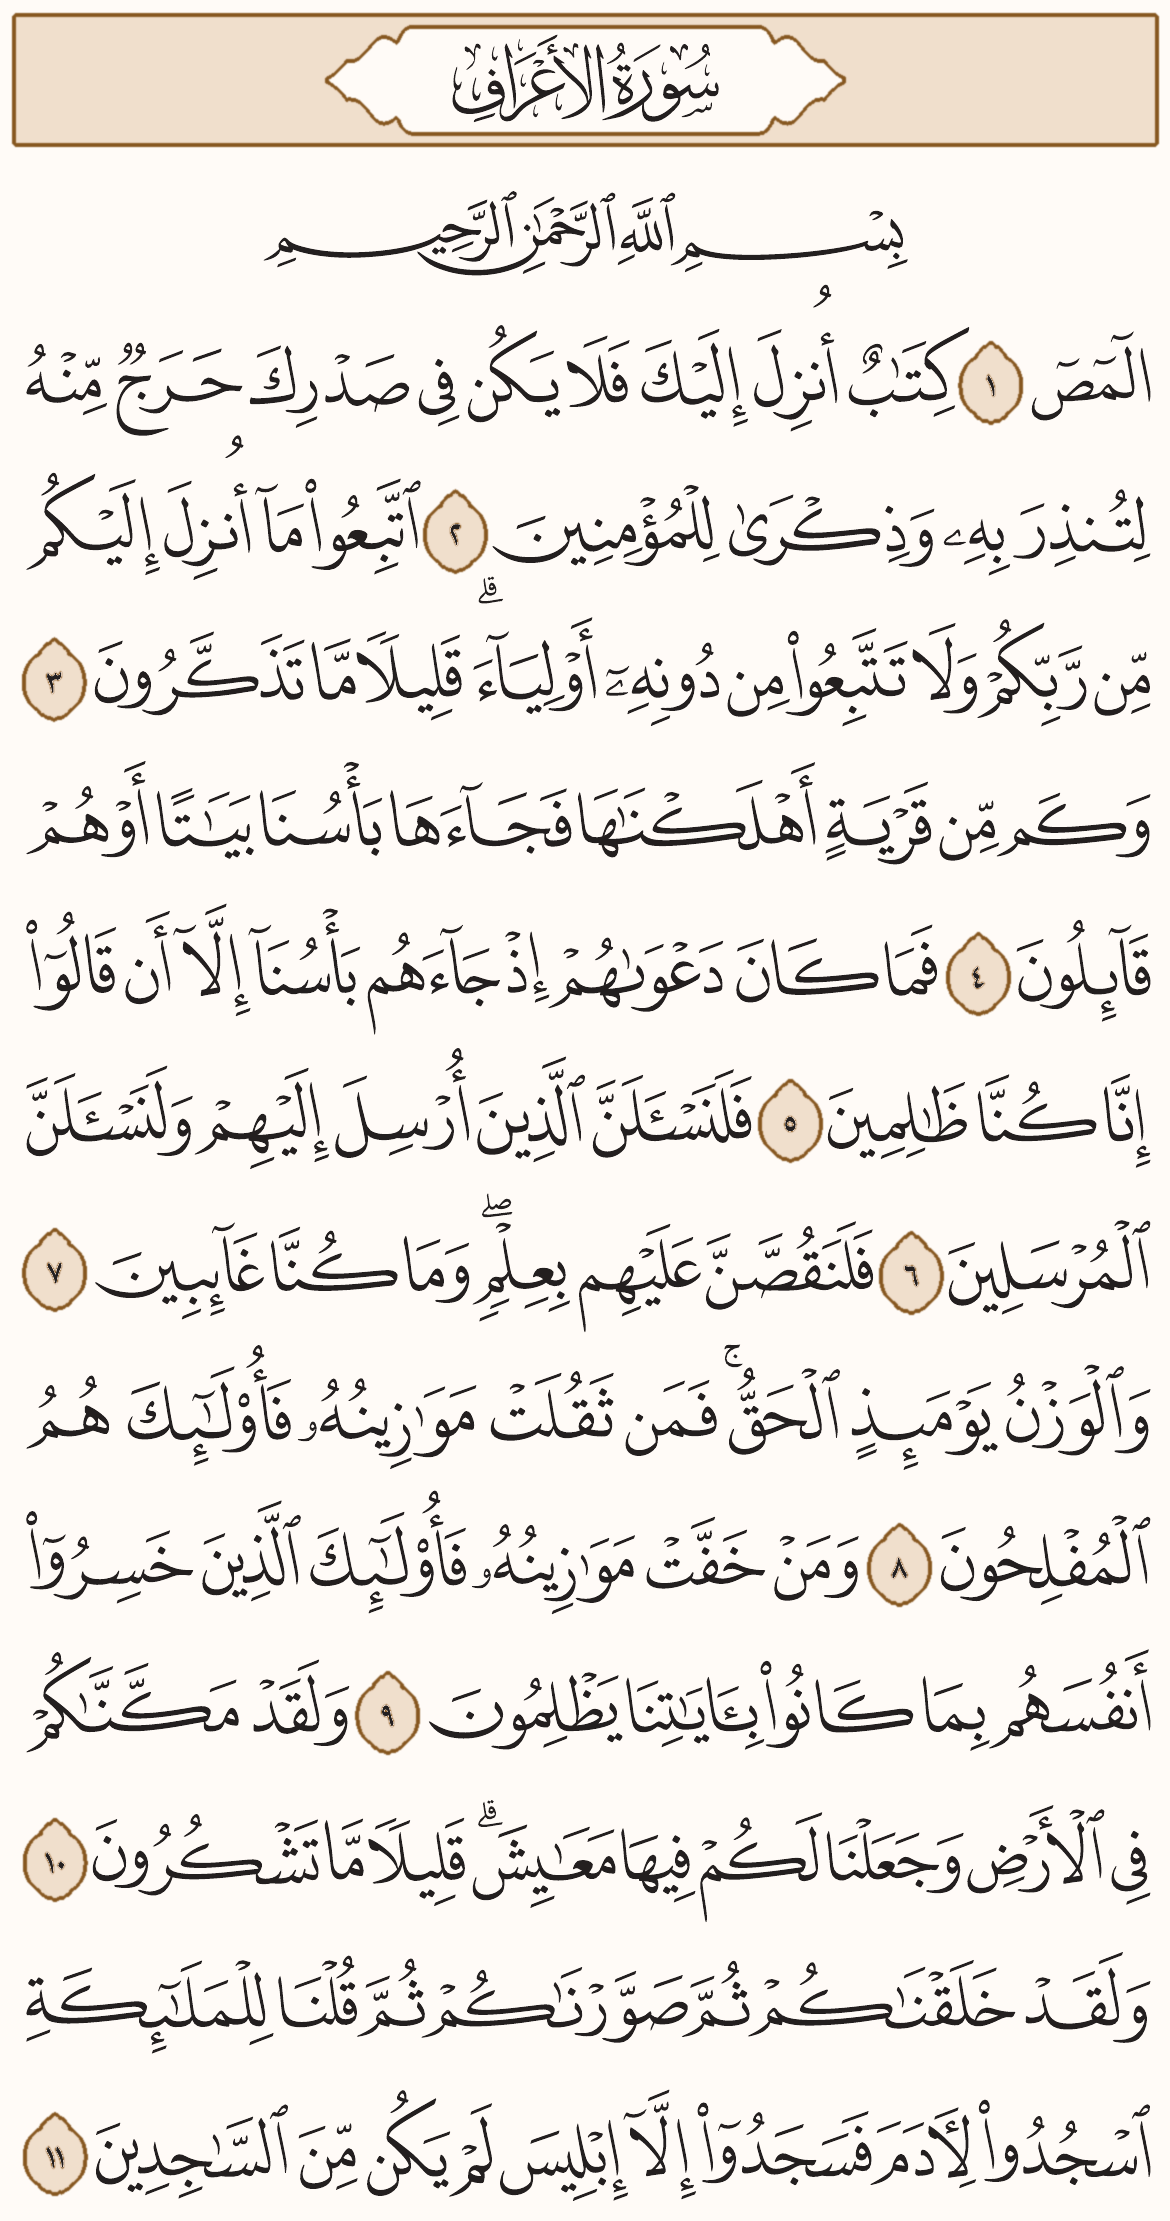 سُورَةُ الأَعْرَافِ
بِسْمِ ٱللَّهِ ٱلرَّحْمَٰنِ ٱلرَّحِيمِ
الٓمٓصٓ ١ كِتَٰبٌ أُنزِلَ إِلَيْكَ فَلَا يَكُن فِى صَدْرِكَ حَرَجٌ مِّنْهُ
لِتُنذِرَ بِهِۦ وَذِكْرَىٰ لِلْمُؤْمِنِينَ ٢ ٱتَّبِعُوا۟ مَآ أُنزِلَ إِلَيْكُم
مِّن رَّبِّكُمْ وَلَا تَتَّبِعُوا۟ مِن دُونِهِۦٓ أَوْلِيَآءَ ۗ قَلِيلًا مَّا تَذَكَّرُونَ ٣
وَكَم مِّن قَرْيَةٍ أَهْلَكْنَٰهَا فَجَآءَهَا بَأْسُنَا بَيَٰتًا أَوْ هُمْ
قَآئِلُونَ ٤ فَمَا كَانَ دَعْوَىٰهُمْ إِذْ جَآءَهُم بَأْسُنَآ إِلَّآ أَن قَالُوٓا۟
إِنَّا كُنَّا ظَٰلِمِينَ ٥ فَلَنَسْـَٔلَنَّ ٱلَّذِينَ أُرْسِلَ إِلَيْهِمْ وَلَنَسْـَٔلَنَّ
ٱلْمُرْسَلِينَ ٦ فَلَنَقُصَّنَّ عَلَيْهِم بِعِلْمٍ ۖ وَمَا كُنَّا غَآئِبِينَ ٧
وَٱلْوَزْنُ يَوْمَئِذٍ ٱلْحَقُّ ۚ فَمَن ثَقُلَتْ مَوَٰزِينُهُۥ فَأُو۟لَٰٓئِكَ هُمُ
ٱلْمُفْلِحُونَ ٨ وَمَنْ خَفَّتْ مَوَٰزِينُهُۥ فَأُو۟لَٰٓئِكَ ٱلَّذِينَ خَسِرُوٓا۟
أَنفُسَهُم بِمَا كَانُوا۟ بِـَٔايَٰتِنَا يَظْلِمُونَ ٩ وَلَقَدْ مَكَّنَّٰكُمْ
فِى ٱلْأَرْضِ وَجَعَلْنَا لَكُمْ فِيهَا مَعَٰيِشَ ۗ قَلِيلًا مَّا تَشْكُرُونَ ١٠
وَلَقَدْ خَلَقْنَٰكُمْ ثُمَّ صَوَّرْنَٰكُمْ ثُمَّ قُلْنَا لِلْمَلَٰٓئِكَةِ
ٱسْجُدُوا۟ لِـَٔادَمَ فَسَجَدُوٓا۟ إِلَّآ إِبْلِيسَ لَمْ يَكُن مِّنَ ٱلسَّٰجِدِينَ ١١